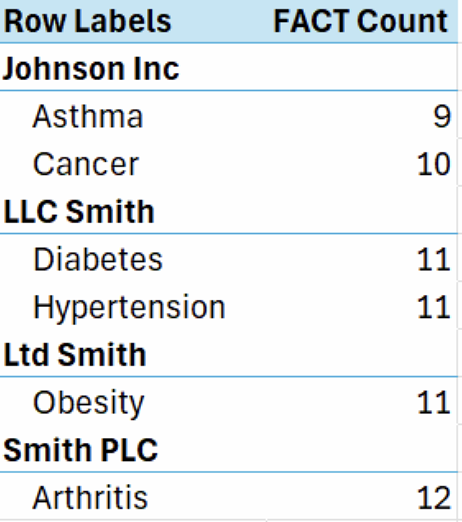 Row Labels FACT Count
Johnson Inc
Asthma 9
Cancer 10
LLC Smith
Diabetes 11
Hypertension 11
Ltd Smith
Obesity 11
Smith PLC
Arthritis 12